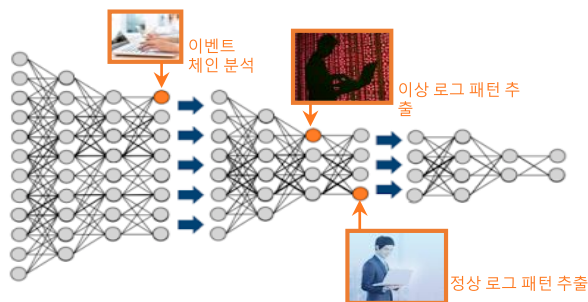 이벤트
체인 분석
이상 로그 패턴 추
출
정상 로그 패턴 추출